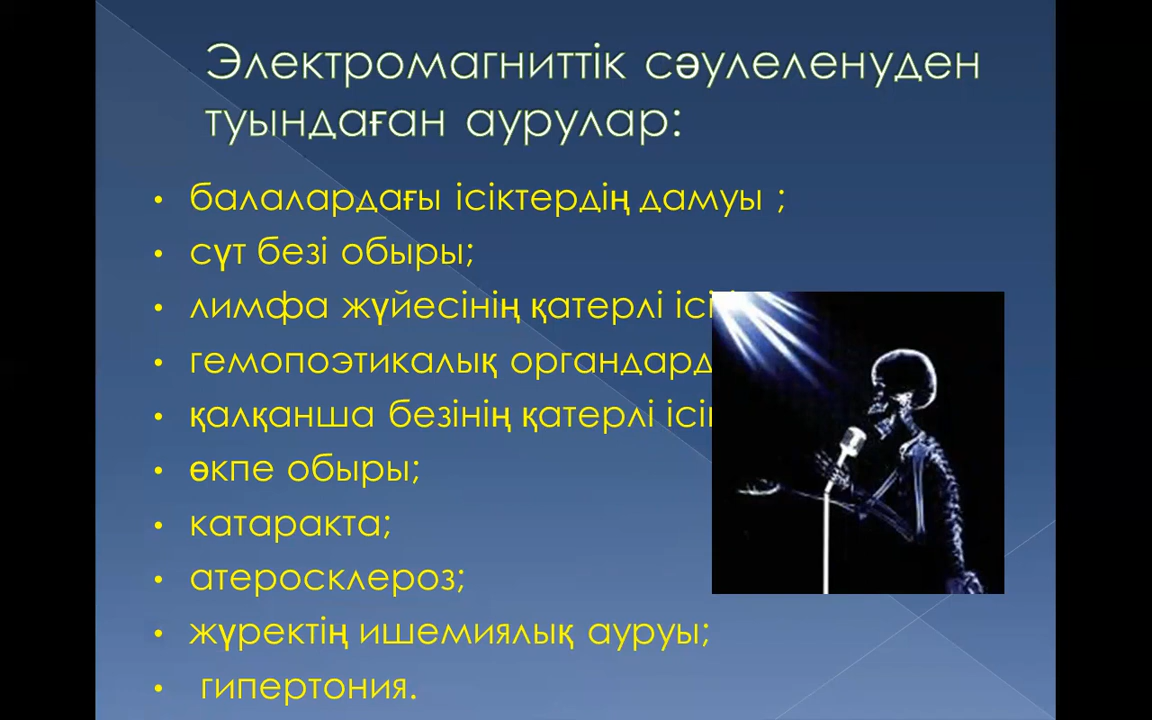 Электромагниттік сәулеленуден
туындаған аурулар:
• балалардағы ісіктердің дамуы ;
• сүт безі обыры;
• лимфа жүйесінің қатерлі
• гемопоэтикалық
• қалқанша безінің қатерлі
• өкпе обыры;
• катаракта;
• атеросклероз;
• жүректің ишемиялық ауруы;
• гипертония.